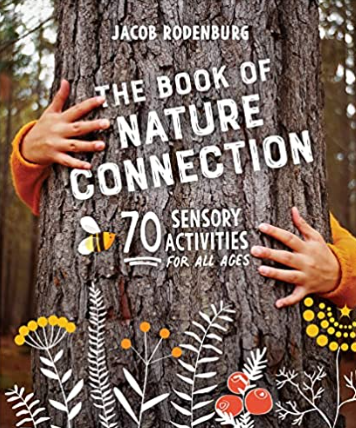 JACOB RODENBURG
THE BOOK OF
NATURE
CONNECTION
70 SENSORY
ACTIVITIES
FOR ALL AGES